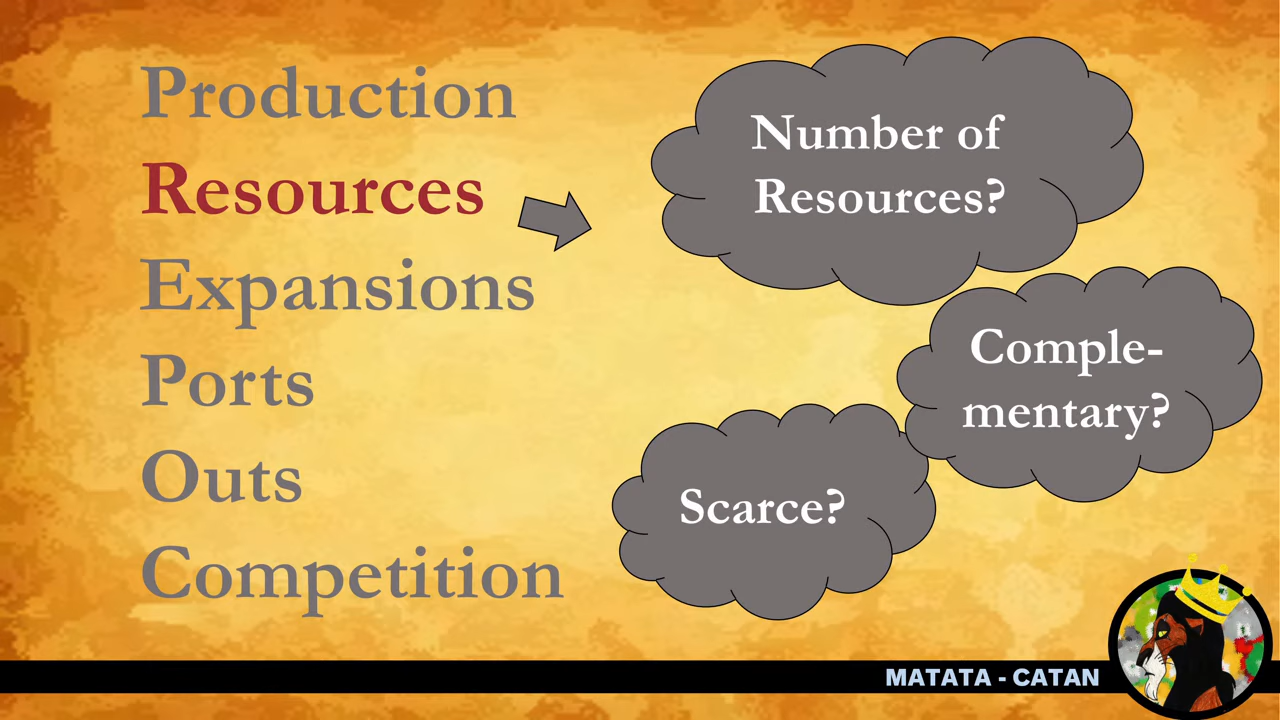 Production
Resources
Expansions
Ports
Outs
Competition
Number of
Resources?
Comple-
mentary?
Scarce?
MATATA - CATAN